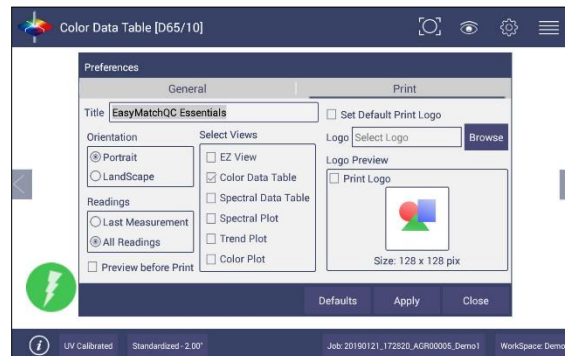 Color Data Table [D65/10]
Preferences
General Print
Title EasyMatchQC Essentials
Set Default Print Logo
Orientation
Select Views
Logo Select Logo Browse
Portrait
LandScape
EZ View
Color Data Table
Spectral Data Table
Spectral Plot
Trend Plot
Color Plot
Logo Preview
Print Logo
Readings
Last Measurement
All Readings
Preview before Print
Size: 128 x 128 pix
Defaults Apply Close
i UV Calibrated Standardized - 2.00" Job: 20190121_172820_AGR00005_Demo1 WorkSpace: Demo